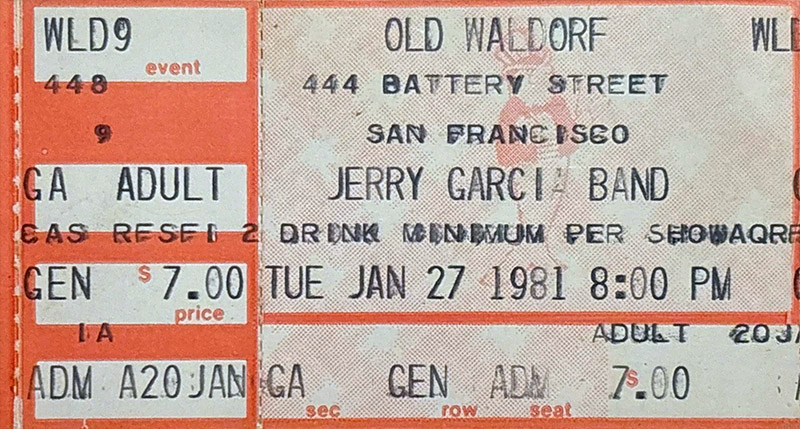 WLD9 OLD WALDORF WL
event
448 444 BATTERY STREET
9 SAN FRANCISCO
GA ADULT JERRY GARCIA BAND
2 DRINK MINIMUM PER SHOW
GEN $7.00 TUE JAN 27 1981 8:00 PM
price
1A ADULT 20JA
ADM A20JAN GA GEN ADM $7.00
sec row seat